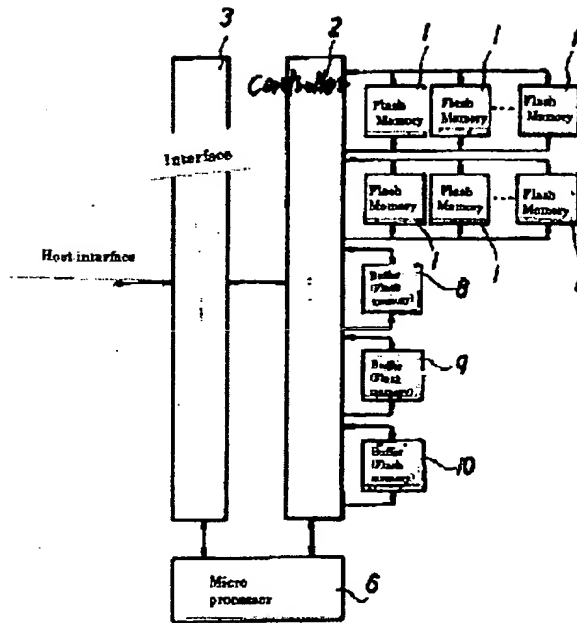 3
2
Controller
1
1
1
Flash
Memory
Flash
Memory
Flash
Memory
Interface
Flash
Memory
Flash
Memory
Flash
Memory
1
1
Host interface
Buffer
(Flash
memory)
8
Buffer
(Flash
memory)
9
Buffer
(Flash
memory)
10
Micro
processor
6